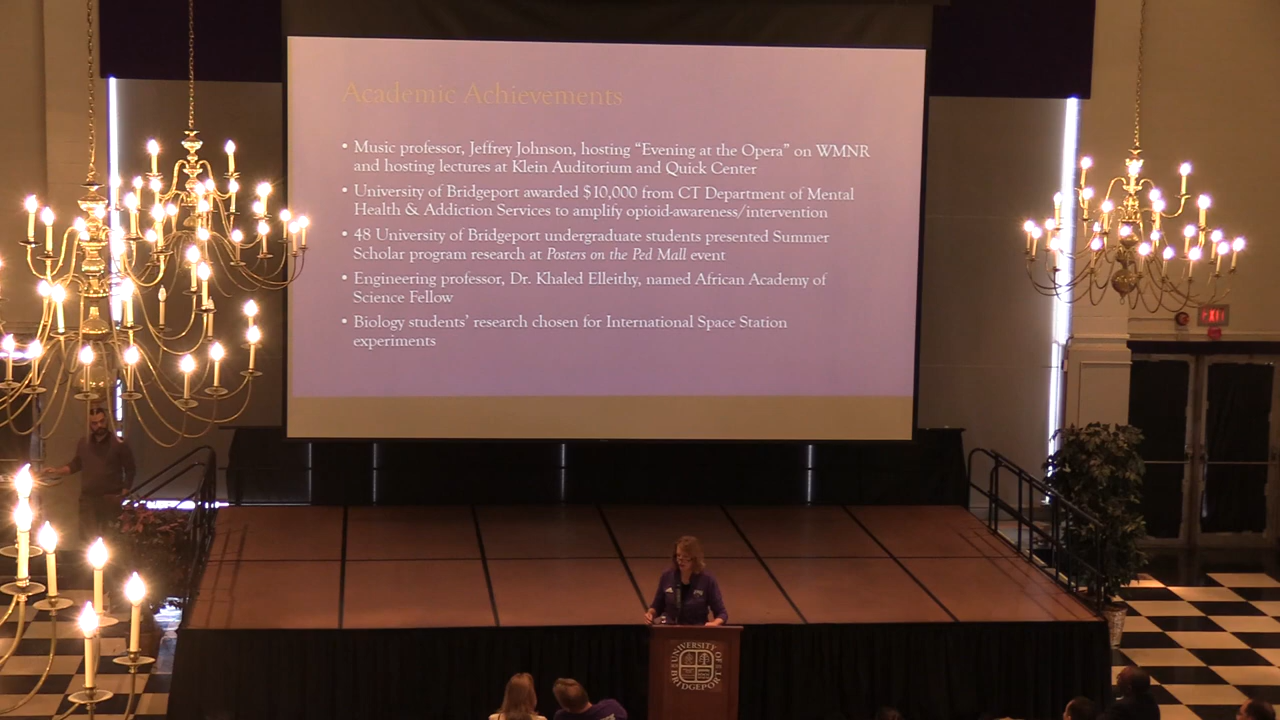 Academic Achievements
• Music professor, Jeffrey Johnson, hosting “Evening at the Opera” on WMNR
and hosting lectures at Klein Auditorium and Quick Center
• University of Bridgeport awarded $10,000 from CT Department of Mental
Health & Addiction Services to amplify opioid-awareness/intervention
• 48 University of Bridgeport undergraduate students presented Summer
Scholar program research at Posters on the Ped Mall event
• Engineering professor, Dr. Khaled Elleithy, named African Academy of
Science Fellow
• Biology students’ research chosen for International Space Station
experiments
EXIT
UNIVERSITY OF
BRIDGEPORT